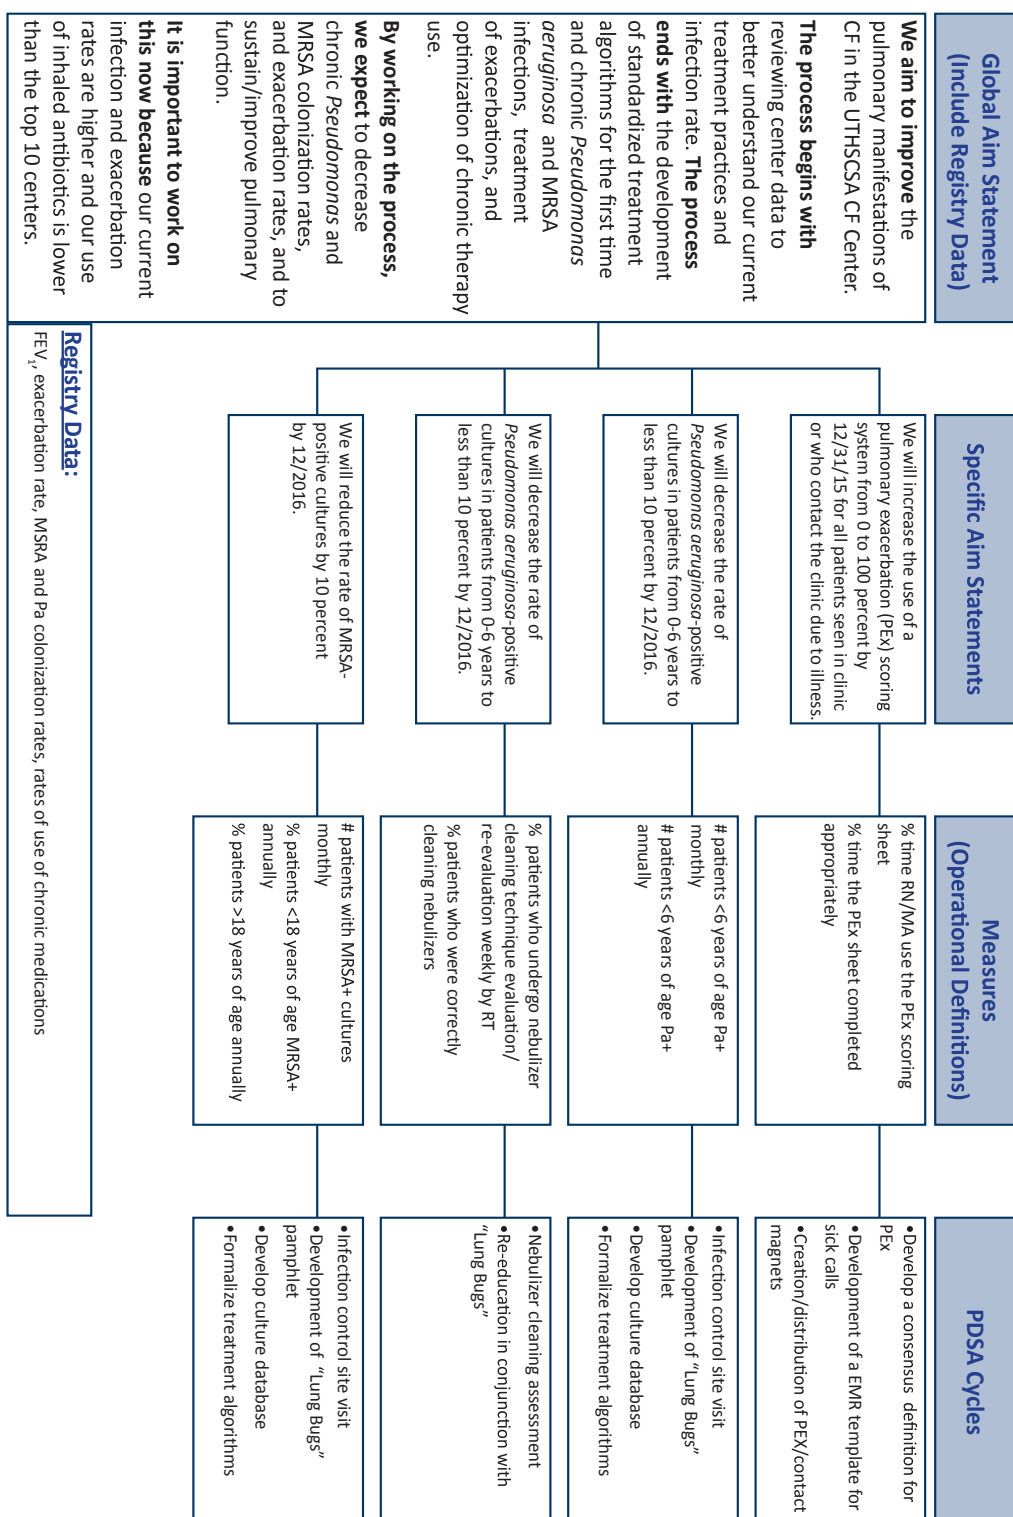 Global Aim Statement
(Include Registry Data)
We aim to improve the
pulmonary manifestations of
CF in the UTHSCSA CF Center.
The process begins with
reviewing center data to
better understand our current
treatment practices and
infection rate. The process
ends with the development
of standardized treatment
algorithms for the first time
and chronic Pseudomonas
aeruginosa and MRSA
infections, treatment
of exacerbations, and
optimization of chronic therapy
use.
By working on the process,
we expect to decrease
chronic Pseudomonas and
MRSA colonization rates,
and exacerbation rates, and to
sustain/improve pulmonary
function.
It is important to work on
this now because our current
infection and exacerbation
rates are higher and our use
of inhaled antibiotics is lower
than the top 10 centers.
Specific Aim Statements
We will increase the use of a
pulmonary exacerbation (PEx) scoring
system from 0 to 100 percent by
12/31/15 for all patients seen in clinic
or who contact the clinic due to illness.
We will decrease the rate of
Pseudomonas aeruginosa-positive
cultures in patients from 0-6 years to
less than 10 percent by 12/2016.
We will decrease the rate of
Pseudomonas aeruginosa-positive
cultures in patients from 0-6 years to
less than 10 percent by 12/2016.
We will reduce the rate of MRSA-
positive cultures by 10 percent
by 12/2016.
Measures
(Operational Definitions)
% time RN/MA use the PEx scoring
sheet
% time the PEx sheet completed
appropriately
# patients <6 years of age Pa+
monthly
# patients <6 years of age Pa+
annually
% patients who undergo nebulizer
cleaning technique evaluation/
re-evaluation weekly by RT
% patients who were correctly
cleaning nebulizers
# patients with MRSA+ cultures
monthly
% patients <18 years of age MRSA+
annually
% patients >18 years of age annually
PDSA Cycles
•Develop a consensus definition for
PEx
•Development of a EMR template for
sick calls
•Creation/distribution of PEX/contact
magnets
•Infection control site visit
•Development of “Lung Bugs”
pamphlet
•Develop culture database
•Formalize treatment algorithms
•Nebulizer cleaning assessment
•Re-education in conjunction with
“Lung Bugs”
•Infection control site visit
•Development of “Lung Bugs”
pamphlet
•Develop culture database
•Formalize treatment algorithms
Registry Data:
FEV1, exacerbation rate, MSRA and Pa colonization rates, rates of use of chronic medications